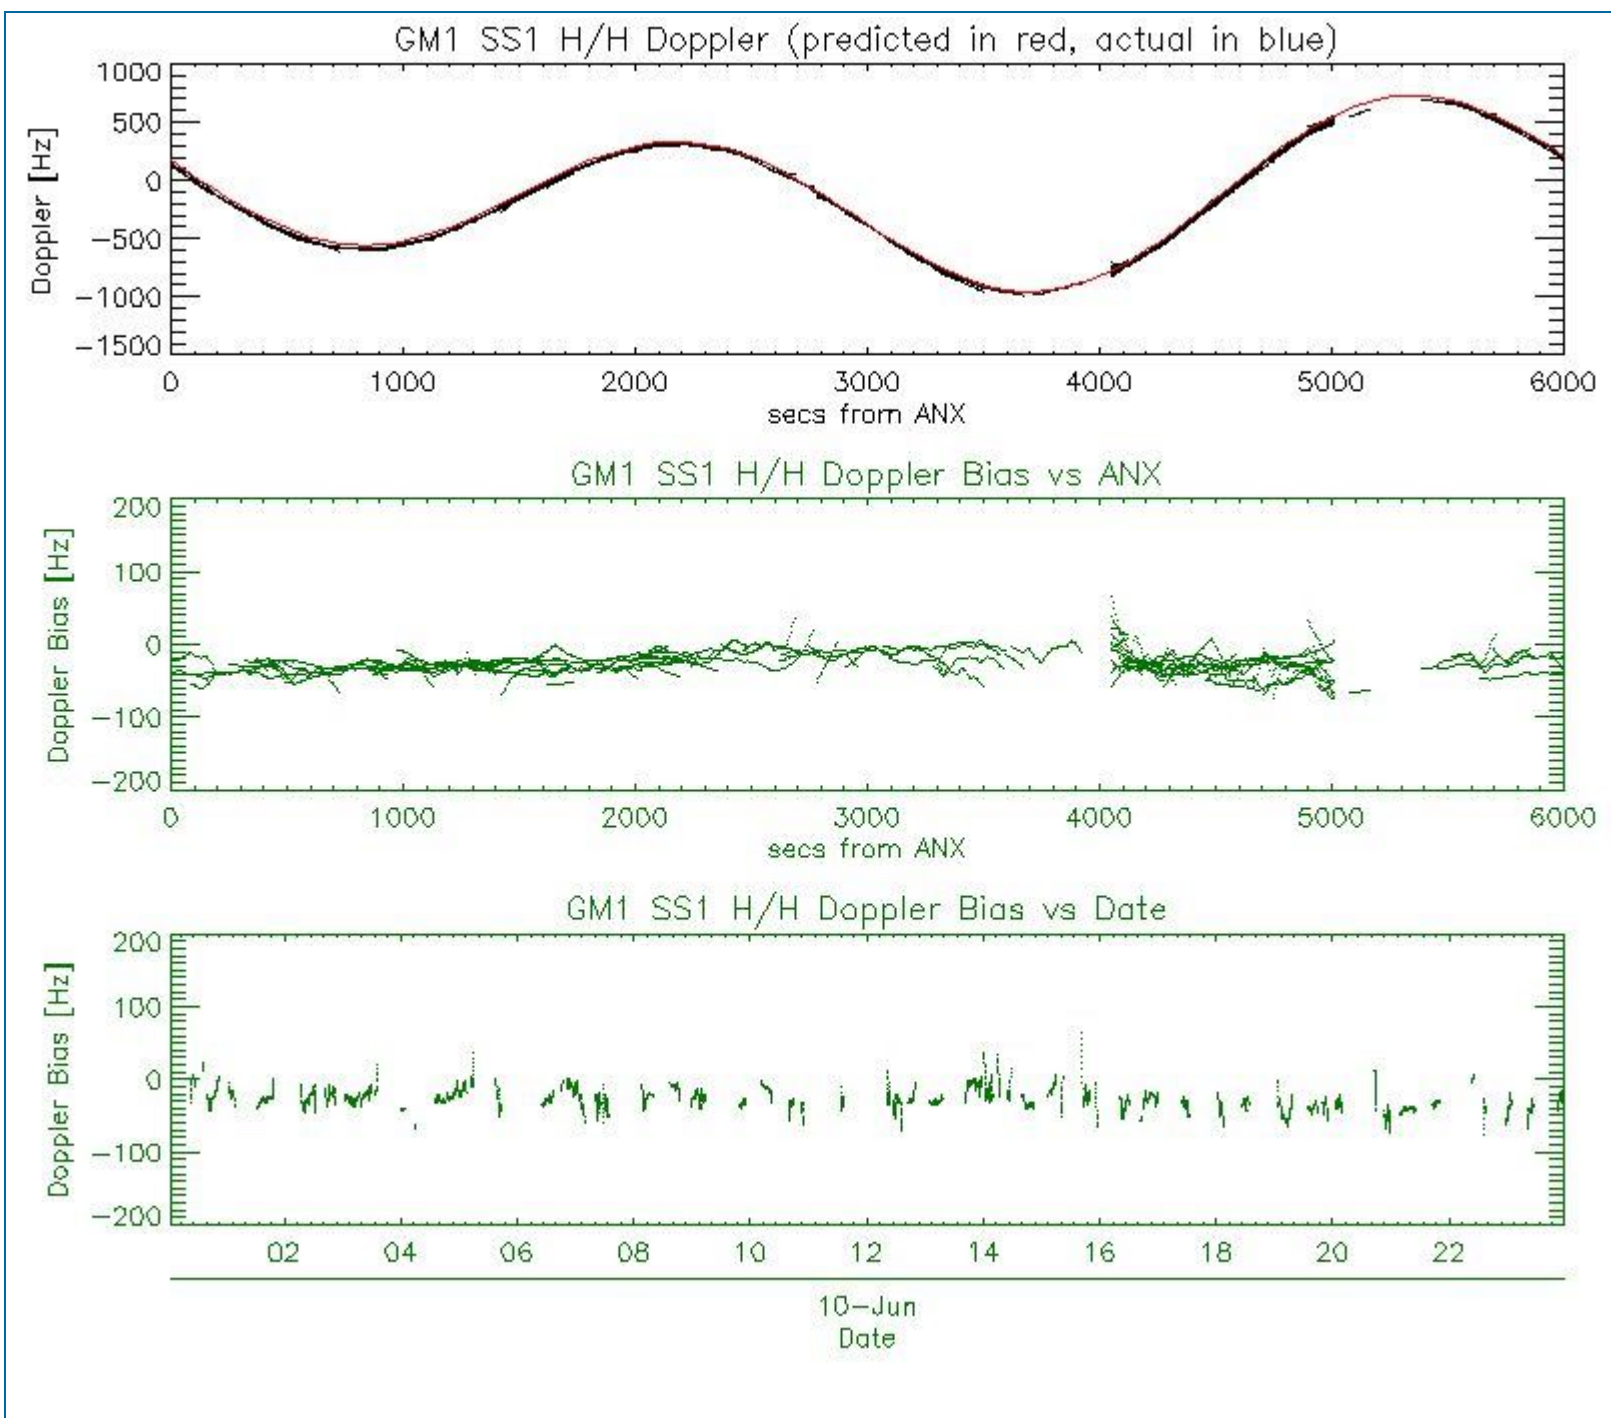 GM1 SS1 H/H Doppler (predicted in red, actual in blue)
Doppler [Hz]
1000
500
0
-500
-1000
-1500
0 1000 2000 3000 4000 5000 6000
secs from ANX
GM1 SS1 H/H Doppler Bias vs ANX
Doppler Bias [Hz]
200
100
0
-100
-200
0 1000 2000 3000 4000 5000 6000
secs from ANX
GM1 SS1 H/H Doppler Bias vs Date
Doppler Bias [Hz]
200
100
0
-100
-200
02 04 06 08 10 12 14 16 18 20 22
10-Jun
Date